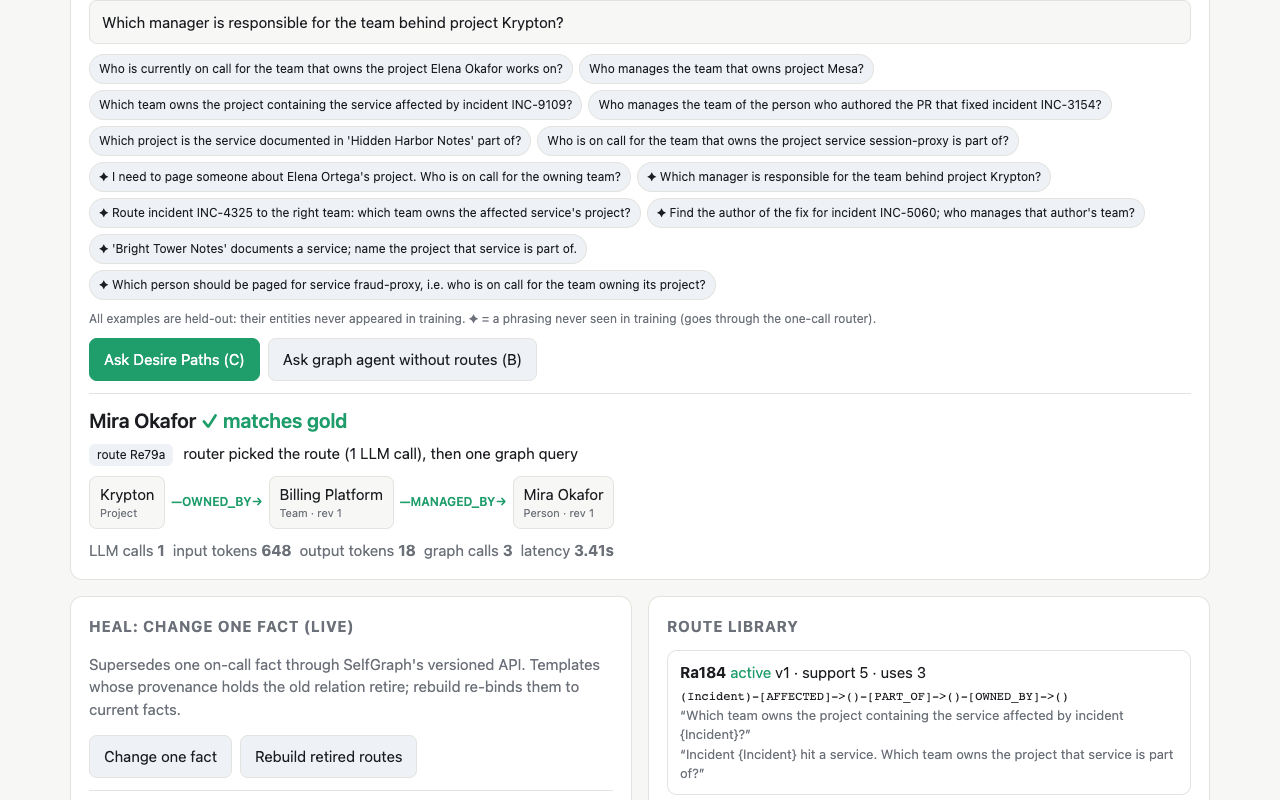 Which manager is responsible for the team behind project Krypton?
Who is currently on call for the team that owns the project Elena Okafor works on?
Who manages the team that owns project Mesa?
Which team owns the project containing the service affected by incident INC-9109?
Who manages the team of the person who authored the PR that fixed incident INC-3154?
Which project is the service documented in 'Hidden Harbor Notes' part of?
Who is on call for the team that owns the project service session-proxy is part of?
✦ I need to page someone about Elena Ortega's project. Who is on call for the owning team?
✦ Which manager is responsible for the team behind project Krypton?
✦ Route incident INC-4325 to the right team: which team owns the affected service's project?
✦ Find the author of the fix for incident INC-5060; who manages that author's team?
✦ 'Bright Tower Notes' documents a service; name the project that service is part of.
✦ Which person should be paged for service fraud-proxy, i.e. who is on call for the team owning its project?
All examples are held-out: their entities never appeared in training. ✦ = a phrasing never seen in training (goes through the one-call router).
Ask Desire Paths (C)
Ask graph agent without routes (B)
Mira Okafor ✓ matches gold
route Re79a router picked the route (1 LLM call), then one graph query
Krypton
Project
—OWNED_BY→
Billing Platform
Team · rev 1
—MANAGED_BY→
Mira Okafor
Person · rev 1
LLM calls 1 input tokens 648 output tokens 18 graph calls 3 latency 3.41s
HEAL: CHANGE ONE FACT (LIVE)
Supersedes one on-call fact through SelfGraph's versioned API. Templates
whose provenance holds the old relation retire; rebuild re-binds them to
current facts.
Change one fact
Rebuild retired routes
ROUTE LIBRARY
Ra184 active v1 · support 5 · uses 3
(Incident)-[AFFECTED]->()-[PART_OF]->()-[OWNED_BY]->()
“Which team owns the project containing the service affected by incident
{Incident}?”
“Incident {Incident} hit a service. Which team owns the project that service is part
of?”